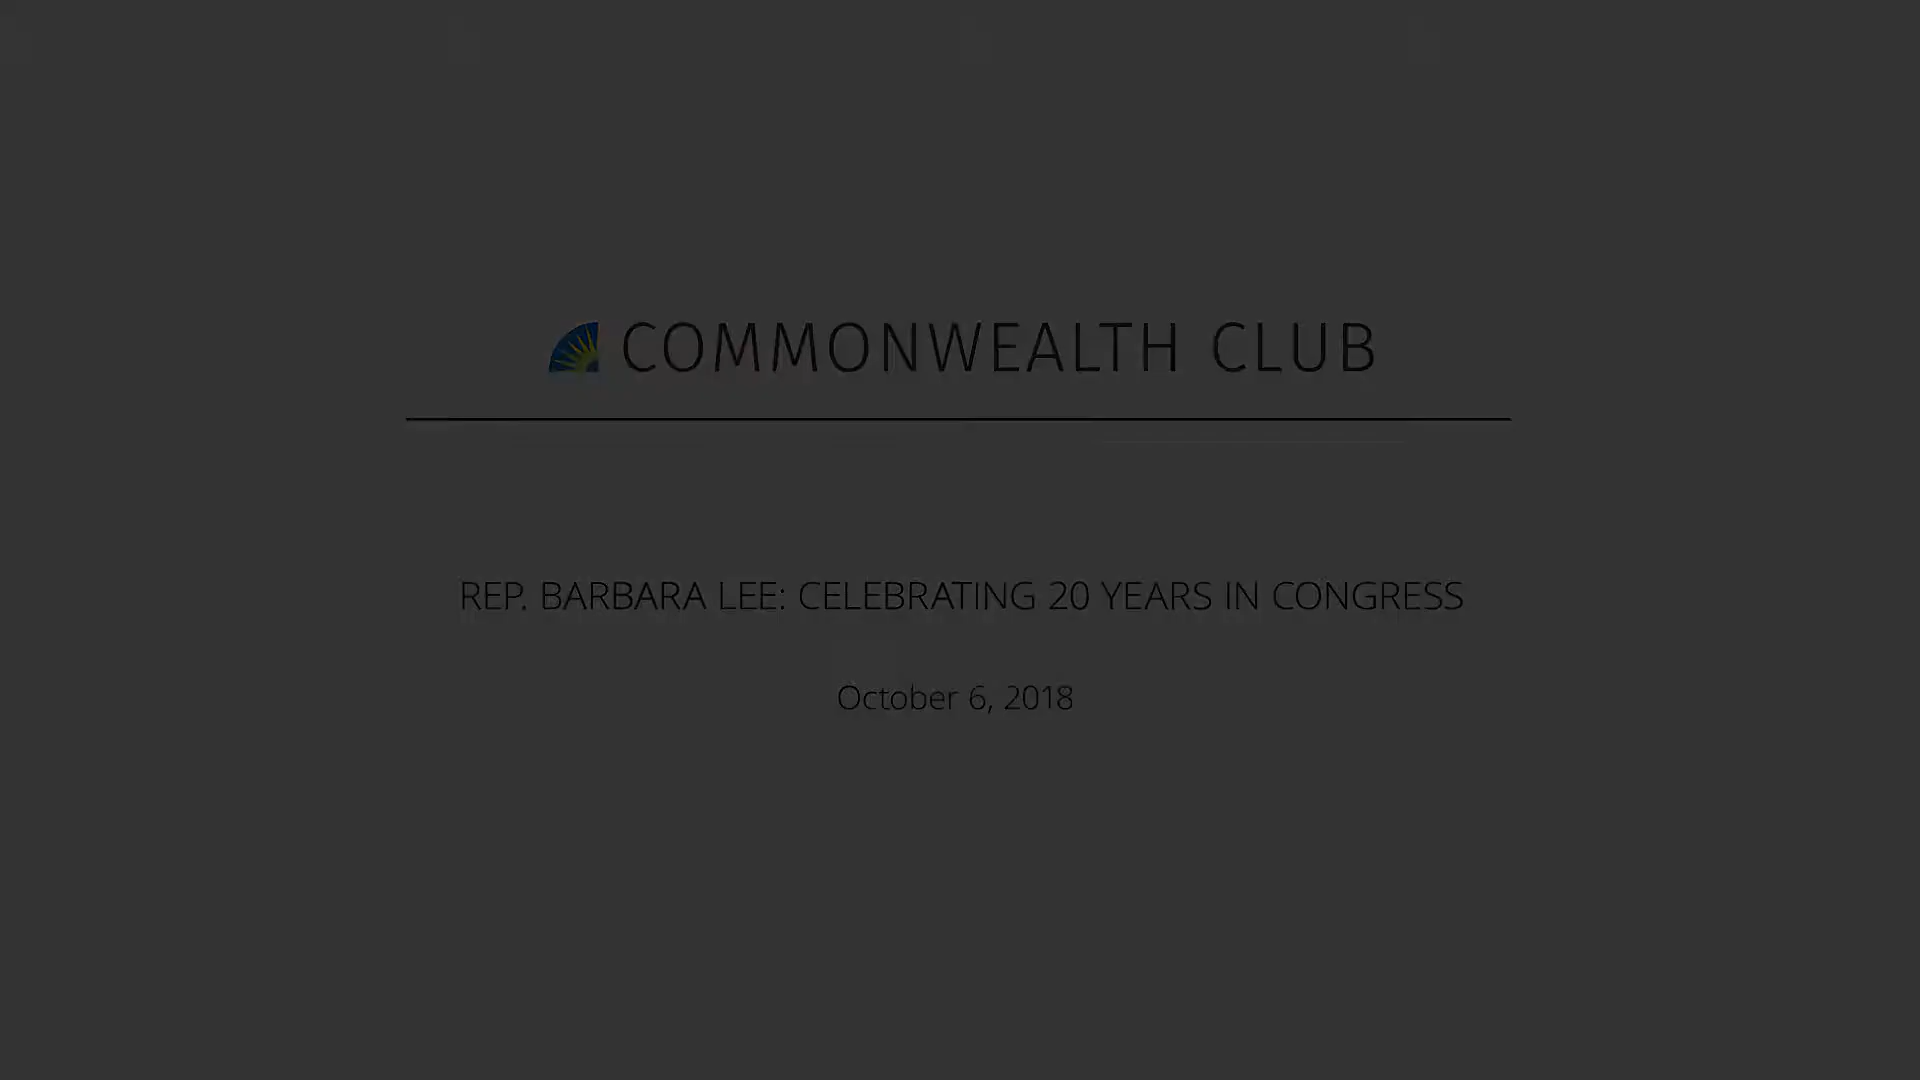 COMMONWEALTH CLUB
REP. BARBARA LEE: CELEBRATING 20 YEARS IN CONGRESS
October 6, 2018